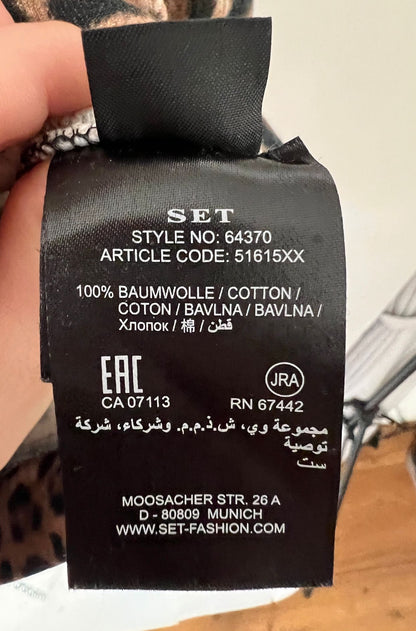 SET
STYLE NO: 64370
ARTICLE CODE: 51615XX
100% BAUMWOLLE / COTTON /
COTON / BAVLNA / BAVLNA /
Хлопок / 棉 / قطن /
EAC
JRA
CA 07113
RN 67442
مجموعة وي، ش.ذ.م.م. وشركاء، شركة
توصية
ست
MOOSACHER STR. 26 A
D - 80809 MUNICH
WWW.SET-FASHION.COM